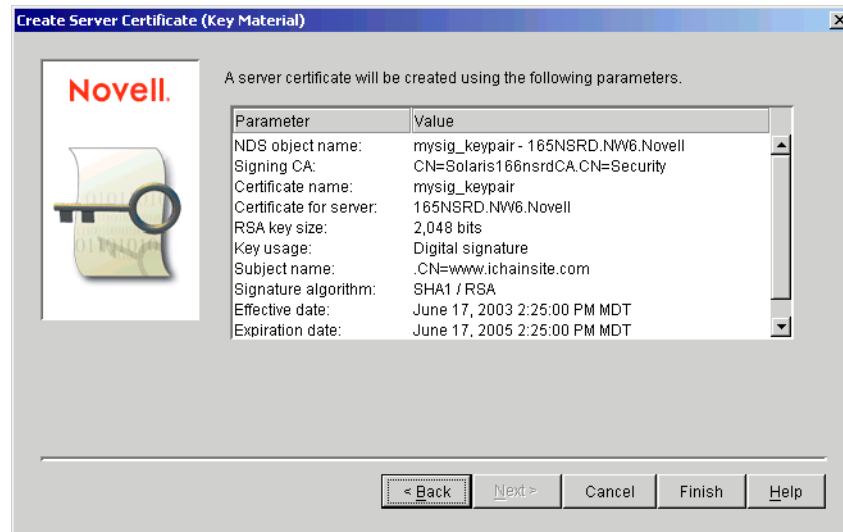 Create Server Certificate (Key Material)
Novell.
A server certificate will be created using the following parameters.
Parameter Value
NDS object name: mysig_keypair - 165NSRD.NW6.Novell
Signing CA: CN=Solaris166nsrdCA.CN=Security
Certificate name: mysig_keypair
Certificate for server: 165NSRD.NW6.Novell
RSA key size: 2,048 bits
Key usage: Digital signature
Subject name: .CN=www.ichainsite.com
Signature algorithm: SHA1 / RSA
Effective date: June 17, 2003 2:25:00 PM MDT
Expiration date: June 17, 2005 2:25:00 PM MDT
< Back Next > Cancel Finish Help